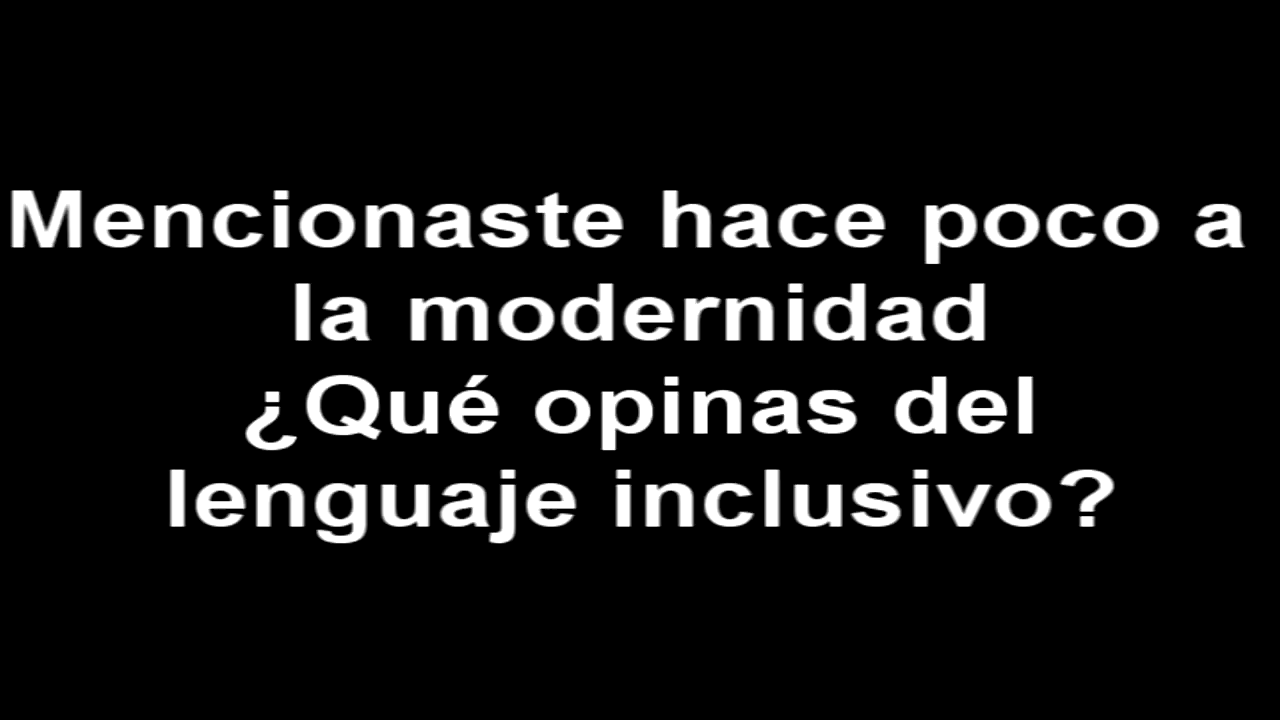 Mencionaste hace poco a
la modernidad
¿Qué opinas del
lenguaje inclusivo?